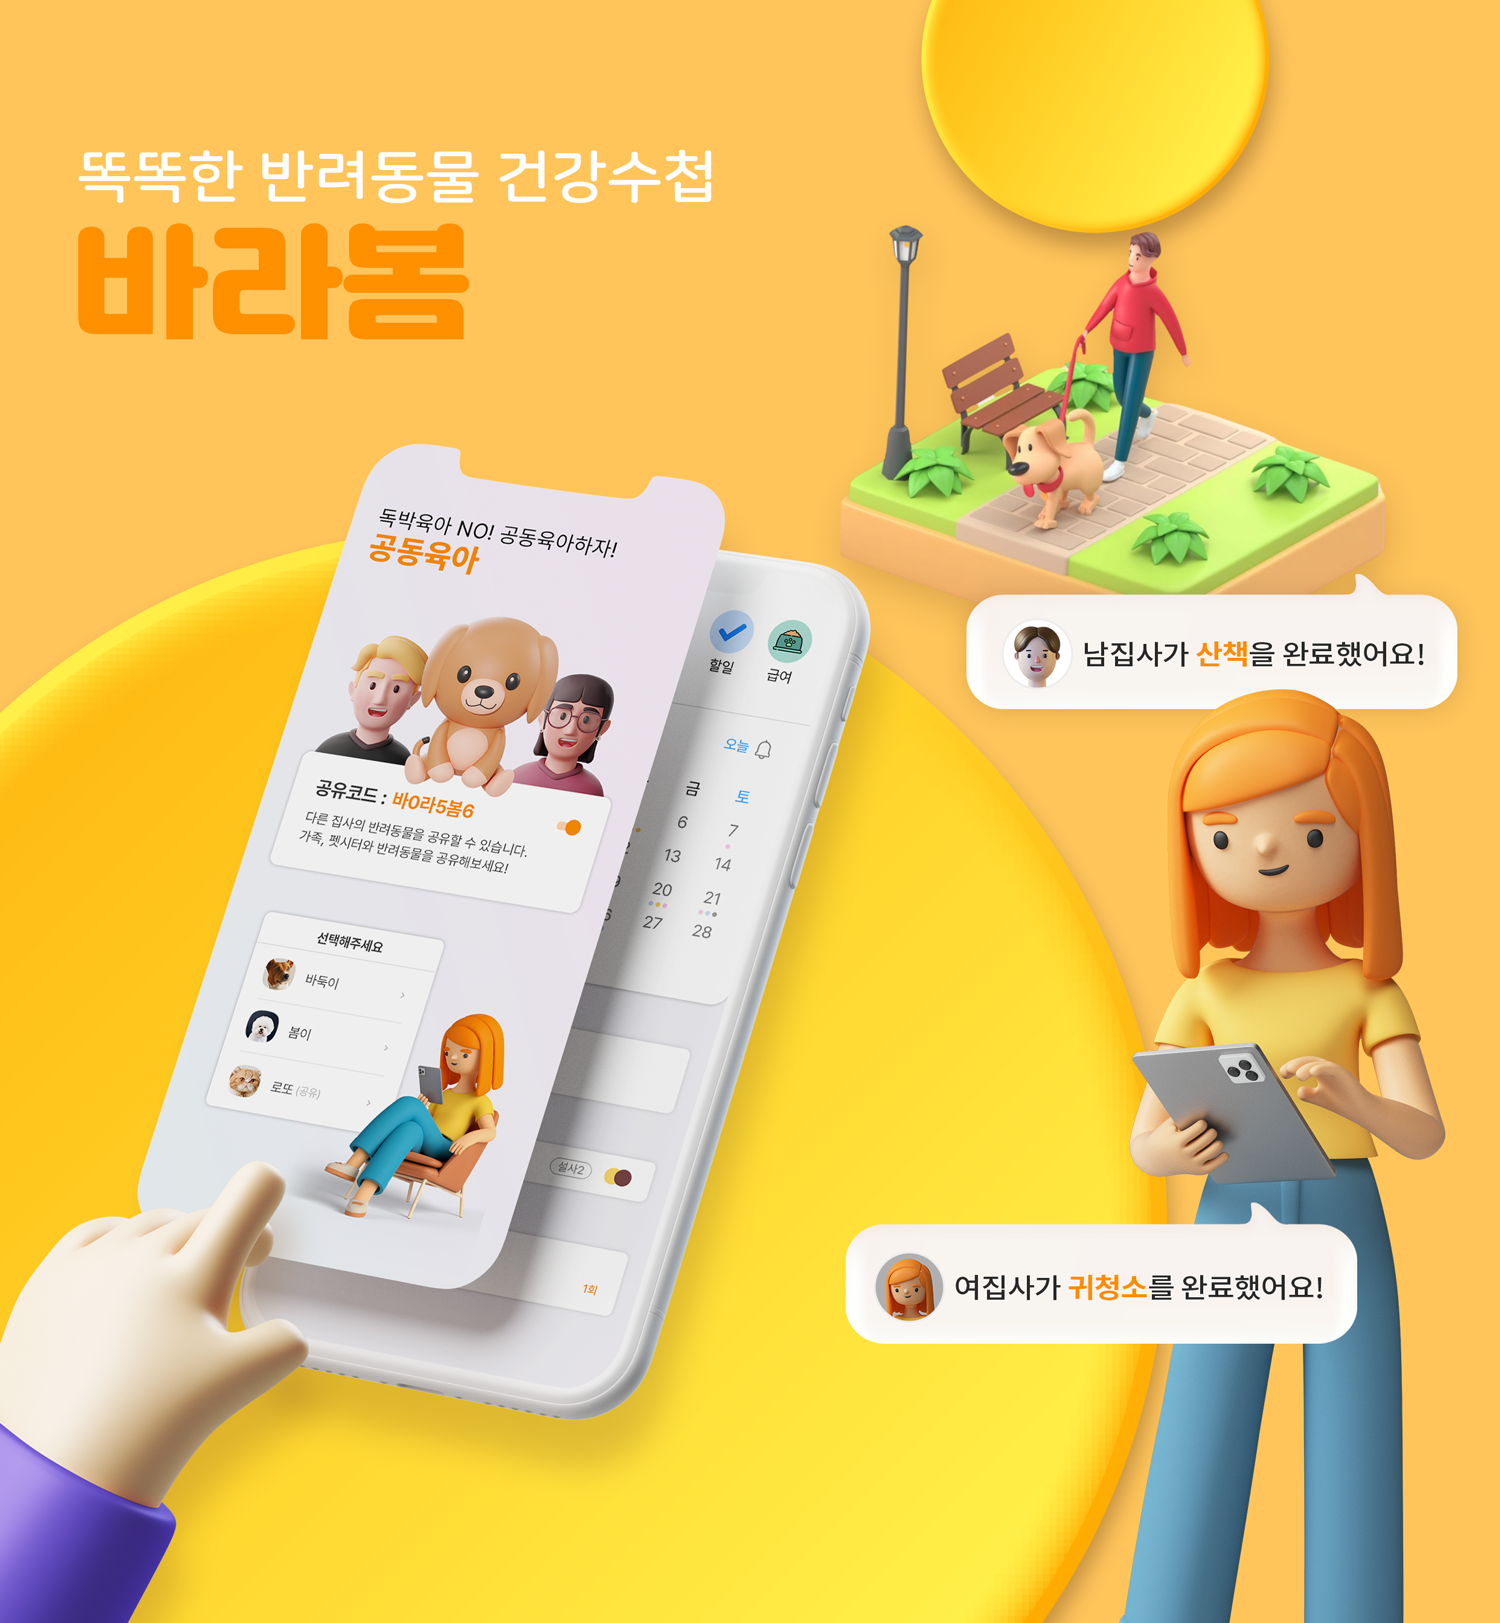 똑똑한 반려동물 건강수첩
바라봄
독박육아 NO! 공동육아하자!
공동육아
공유코드 : 바0라5봄6
다른 집사의 반려동물을 공유할 수 있습니다.
가족, 펫시터와 반려동물을 공유해보세요!
선택해주세요
바둑이
봄이
로또 (공유)
할일 급여
오늘
금 토
6 7
13 14
20 21
27 28
설사2
1회
남집사가 산책을 완료했어요!
여집사가 귀청소를 완료했어요!